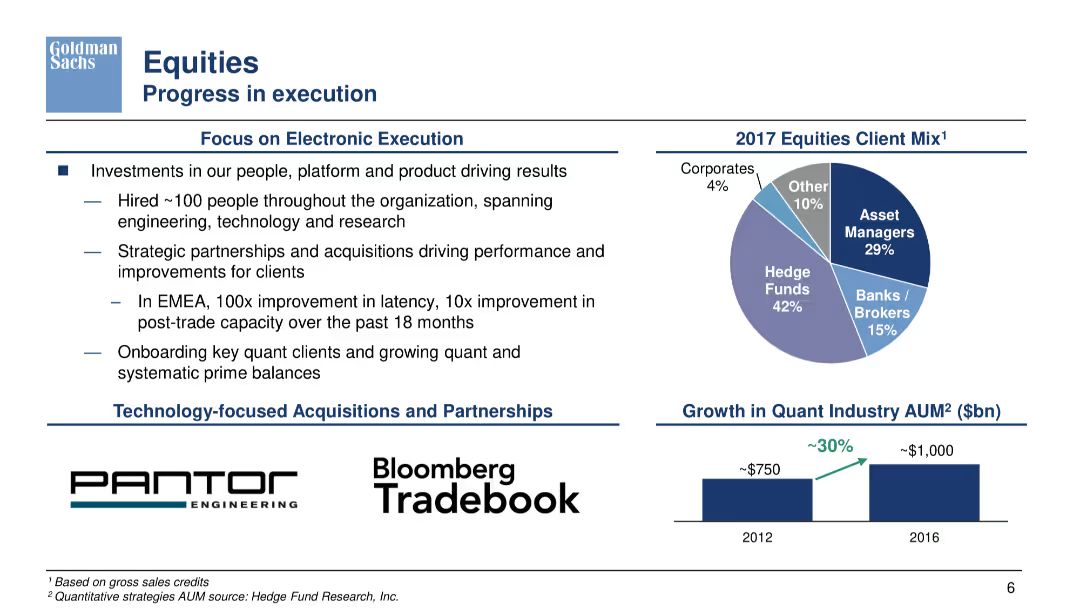 Goldman
Sachs
Equities
Progress in execution
Focus on Electronic Execution
Investments in our people, platform and product driving results
— Hired ~100 people throughout the organization, spanning
engineering, technology and research
— Strategic partnerships and acquisitions driving performance and
improvements for clients
– In EMEA, 100x improvement in latency, 10x improvement in
post-trade capacity over the past 18 months
— Onboarding key quant clients and growing quant and
systematic prime balances
2017 Equities Client Mix¹
Corporates
4%
Other
10%
Asset
Managers
29%
Hedge
Funds
42%
Banks /
Brokers
15%
Technology-focused Acquisitions and Partnerships
PANTOR
ENGINEERING
Bloomberg
Tradebook
Growth in Quant Industry AUM² ($bn)
~30%
~$750
~$1,000
2012
2016
¹ Based on gross sales credits
² Quantitative strategies AUM source: Hedge Fund Research, Inc.
6